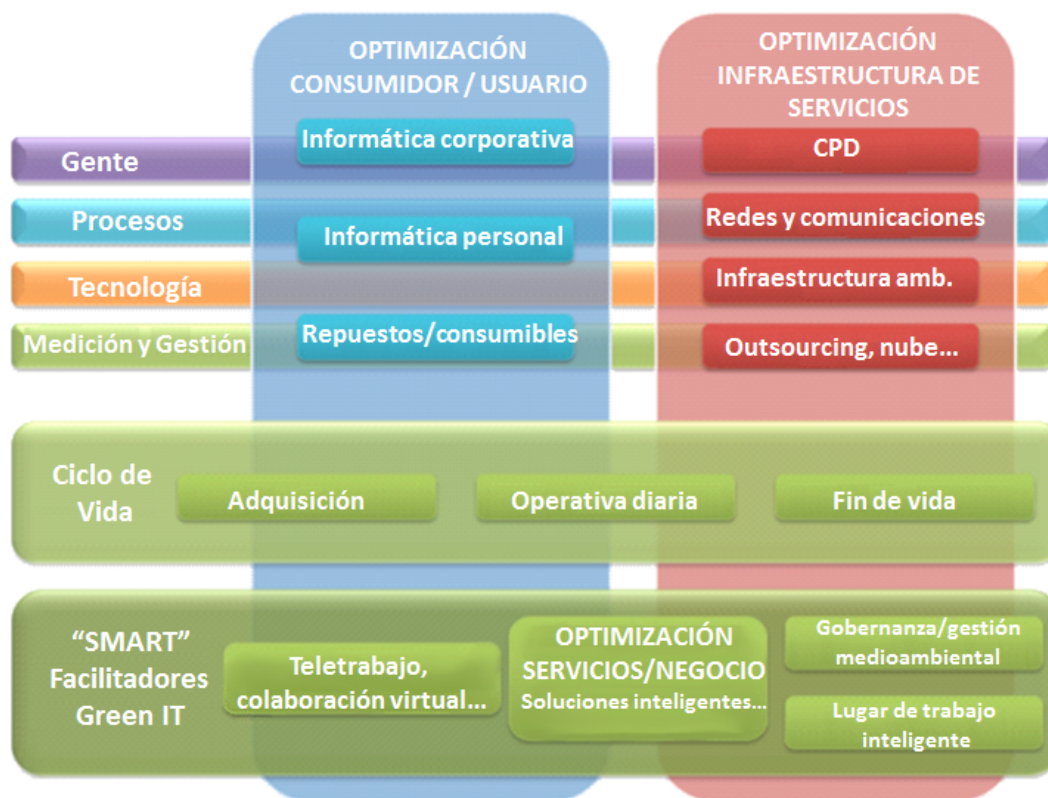 OPTIMIZACIÓN
CONSUMIDOR / USUARIO
OPTIMIZACIÓN
INFRAESTRUCTURA DE
SERVICIOS
Gente
Informática corporativa
CPD
Procesos
Informática personal
Redes y comunicaciones
Tecnología
Infraestructura amb.
Medición y Gestión
Repuestos/consumibles
Outsourcing, nube...
Ciclo de
Vida
Adquisición
Operativa diaria
Fin de vida
“SMART”
Facilitadores
Green IT
Teletrabajo,
colaboración virtual...
OPTIMIZACIÓN
SERVICIOS/NEGOCIO
Soluciones inteligentes...
Gobernanza/gestión
medioambiental
Lugar de trabajo
inteligente